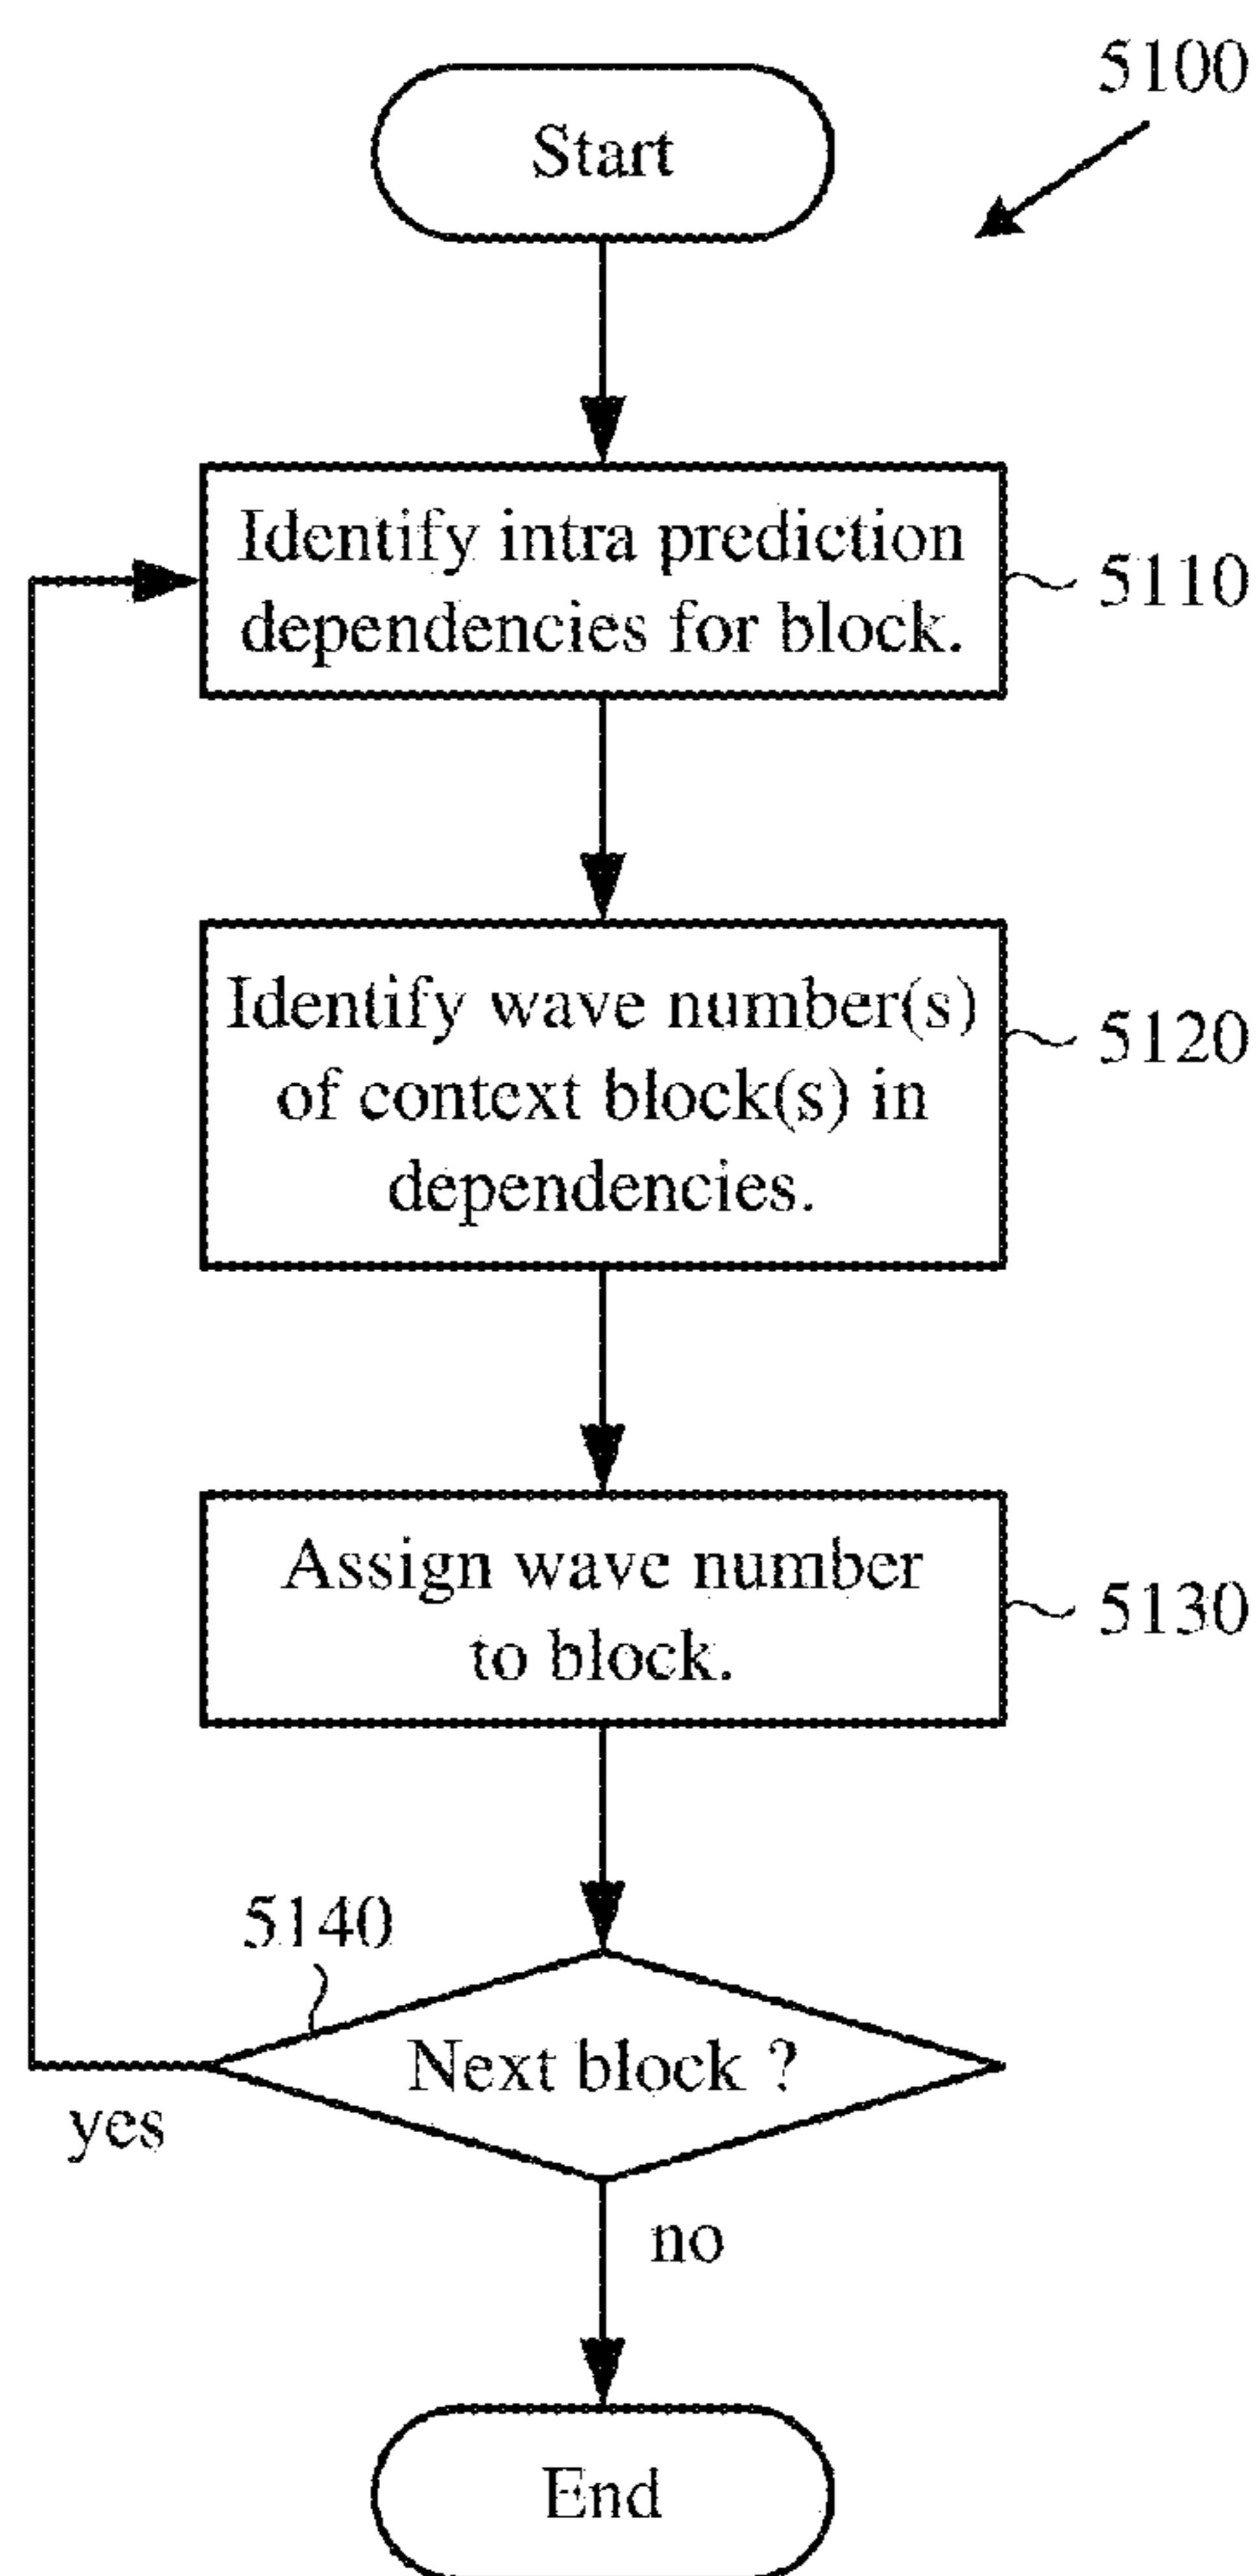 5100
Start
Identify intra prediction
dependencies for block.
5110
Identify wave number(s)
of context block(s) in
dependencies.
5120
Assign wave number
to block.
5130
5140
Next block ?
yes
no
End